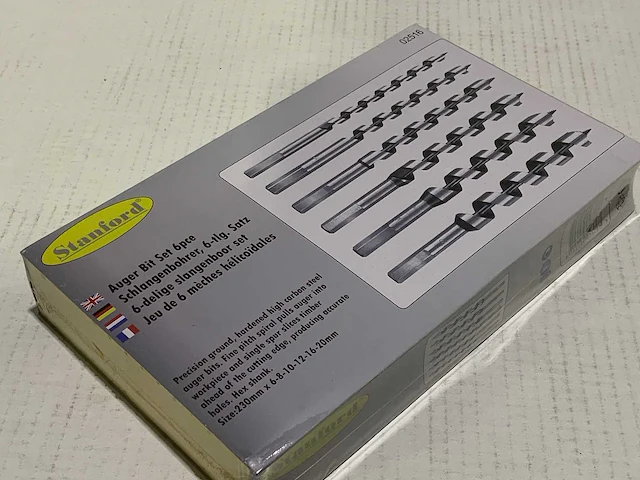 02516
Stanford
Auger Bit Set 6pce
Schlangenbohrer, 6-tlg. Satz
6-delige slangenboor set
Jeu de 6 mèches hélicoïdales
Precision ground, hardened high carbon steel
auger bits. Fine pitch spiral pulls auger into
workpiece and single spur slices timber
ahead of the cutting edge, producing accurate
holes. Hex shank.
Size:230mm x 6-8-10-12-16-20mm
Stanford